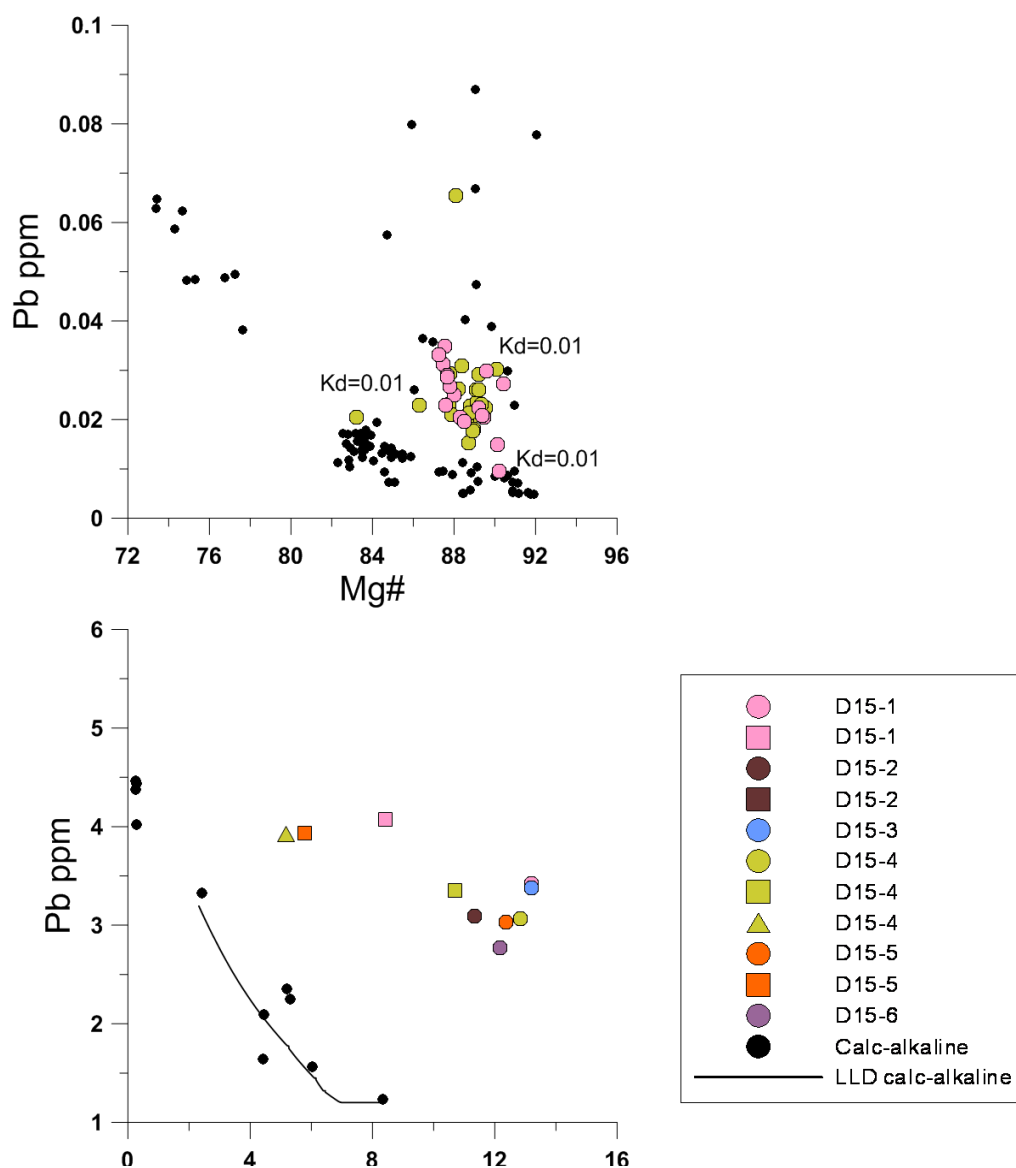 0.1
0.08
0.06
0.04
0.02
0
Pb ppm
Kd=0.01
Kd=0.01
Kd=0.01
72 76 80 84 88 92 96
Mg#
6
5
4
3
2
1
Pb ppm
0 4 8 12 16
D15-1
D15-1
D15-2
D15-2
D15-3
D15-4
D15-4
D15-4
D15-5
D15-5
D15-6
Calc-alkaline
LLD calc-alkaline